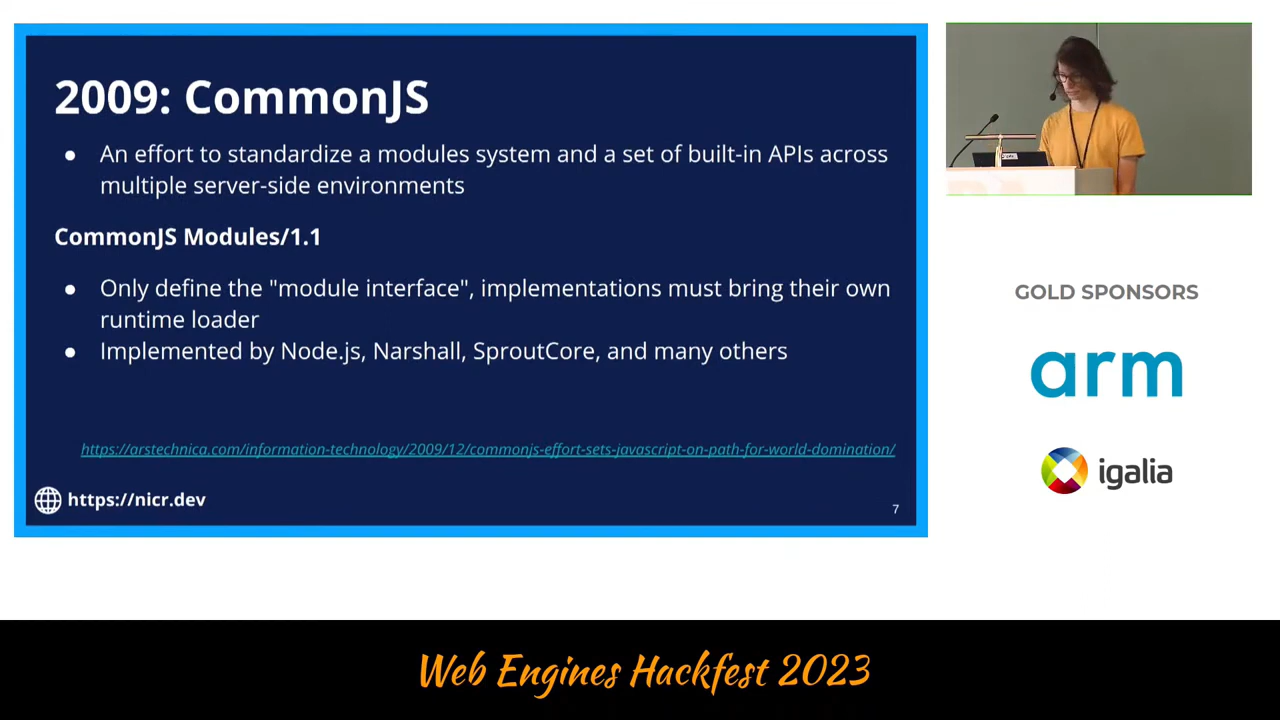 2009: CommonJS
● An effort to standardize a modules system and a set of built-in APIs across
multiple server-side environments
CommonJS Modules/1.1
● Only define the "module interface", implementations must bring their own
runtime loader
● Implemented by Node.js, Narshall, SproutCore, and many others
https://arstechnica.com/information-technology/2009/12/commonjs-effort-sets-javascript-on-path-for-world-domination/
https://nicr.dev
7
GOLD SPONSORS
arm
igalia
Web Engines Hackfest 2023